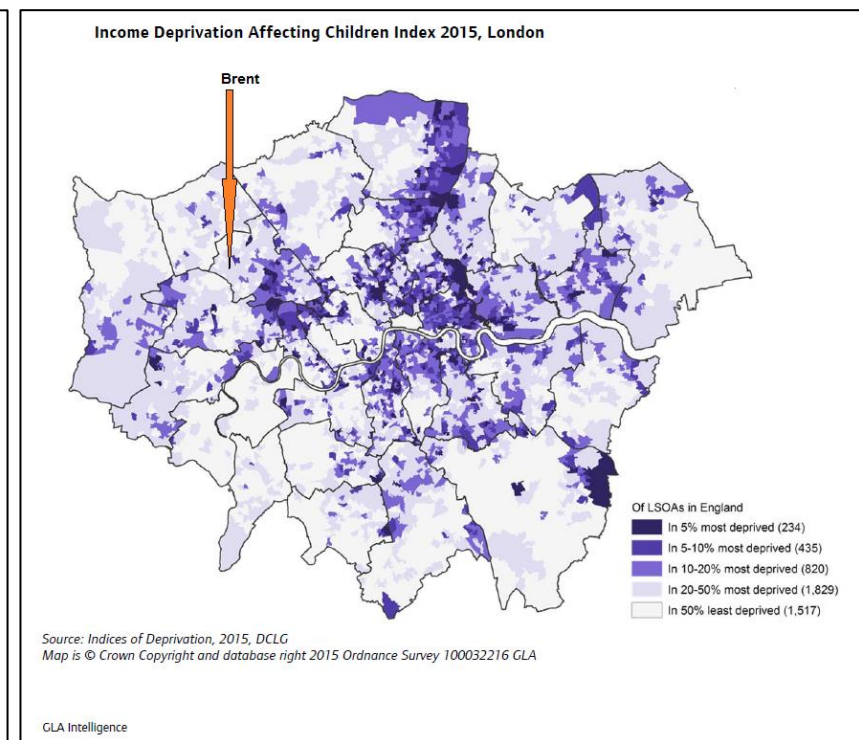 Income Deprivation Affecting Children Index 2015, London
Brent
Of LSOAs in England
In 5% most deprived (234)
In 5-10% most deprived (435)
In 10-20% most deprived (820)
In 20-50% most deprived (1,829)
In 50% least deprived (1,517)
Source: Indices of Deprivation, 2015, DCLG
Map is © Crown Copyright and database right 2015 Ordnance Survey 100032216 GLA
GLA Intelligence